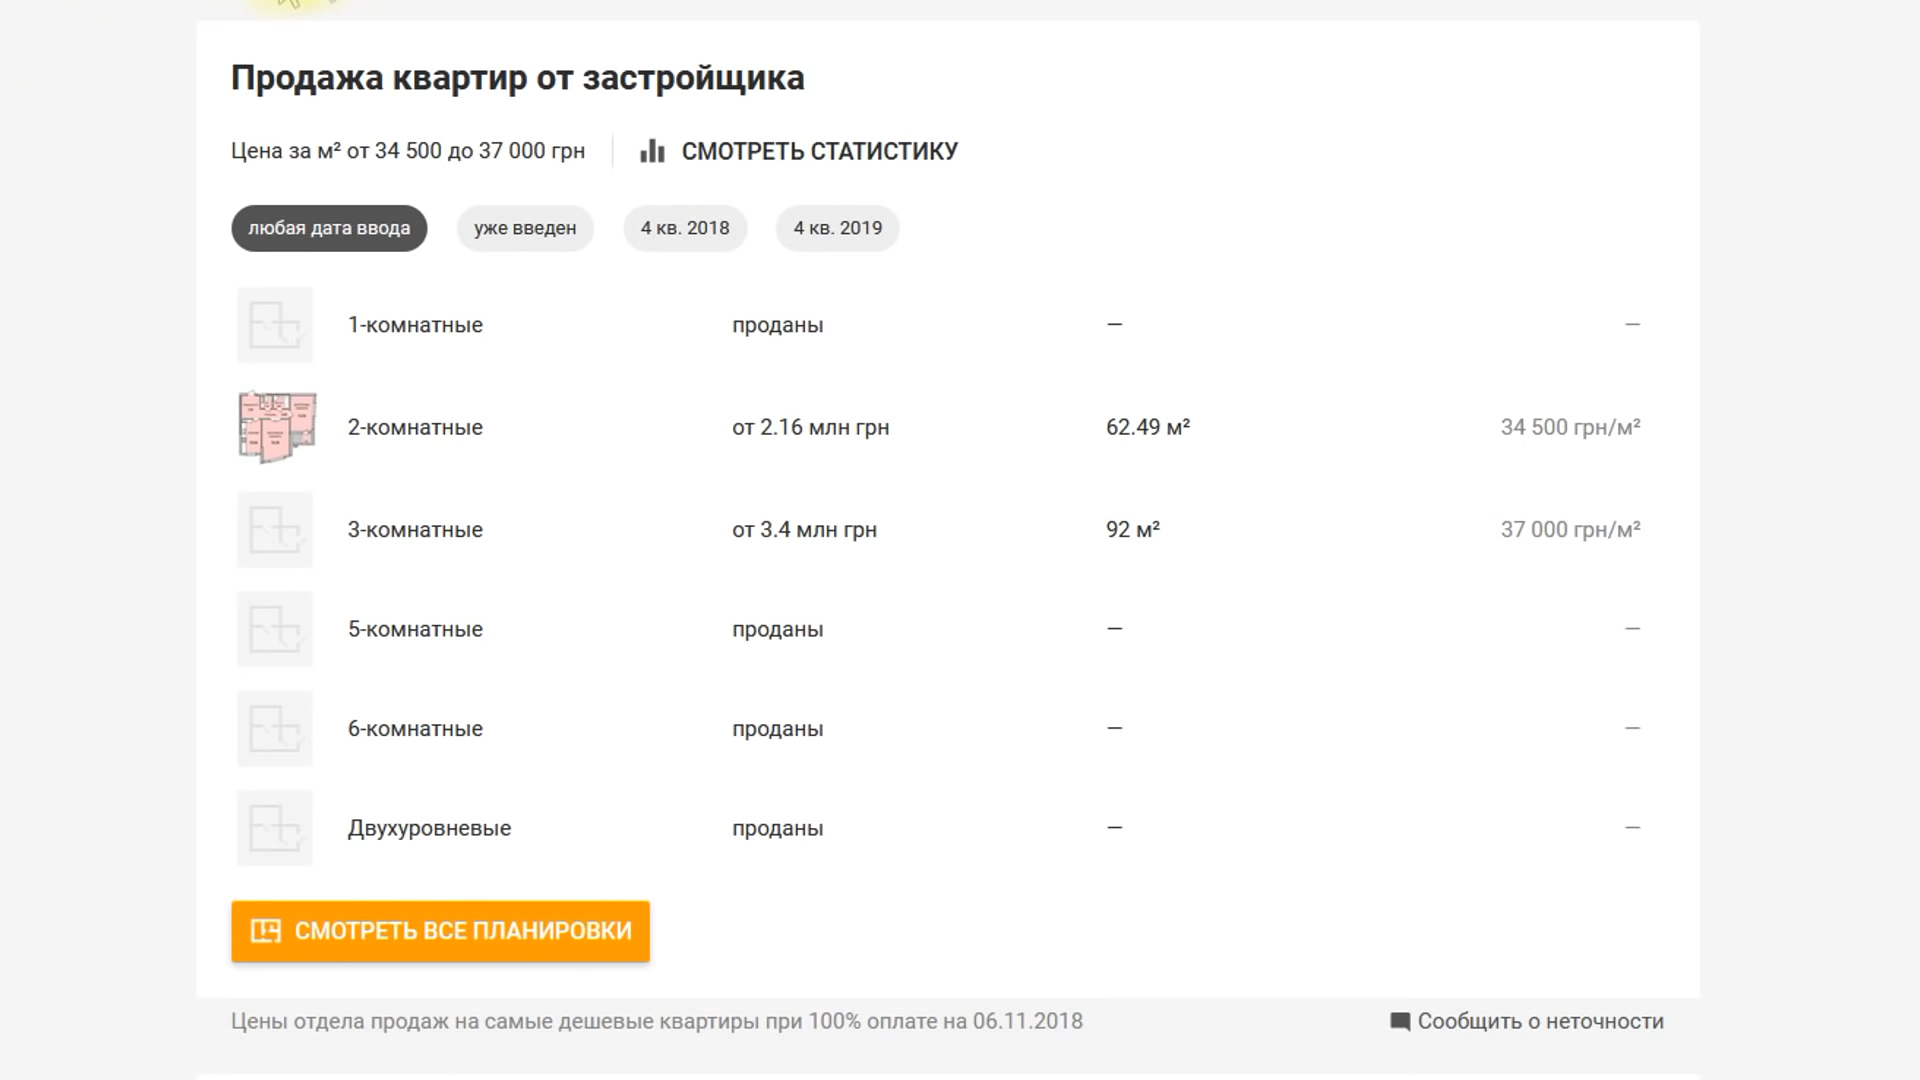 Продажа квартир от застройщика
Цена за м² от 34 500 до 37 000 грн
СМОТРЕТЬ СТАТИСТИКУ
любая дата ввода
уже введен
4 кв. 2018
4 кв. 2019
1-комнатные проданы – –
2-комнатные от 2.16 млн грн 62.49 м² 34 500 грн/м²
3-комнатные от 3.4 млн грн 92 м² 37 000 грн/м²
5-комнатные проданы – –
6-комнатные проданы – –
Двухуровневые проданы – –
СМОТРЕТЬ ВСЕ ПЛАНИРОВКИ
Цены отдела продаж на самые дешевые квартиры при 100% оплате на 06.11.2018
Сообщить о неточности